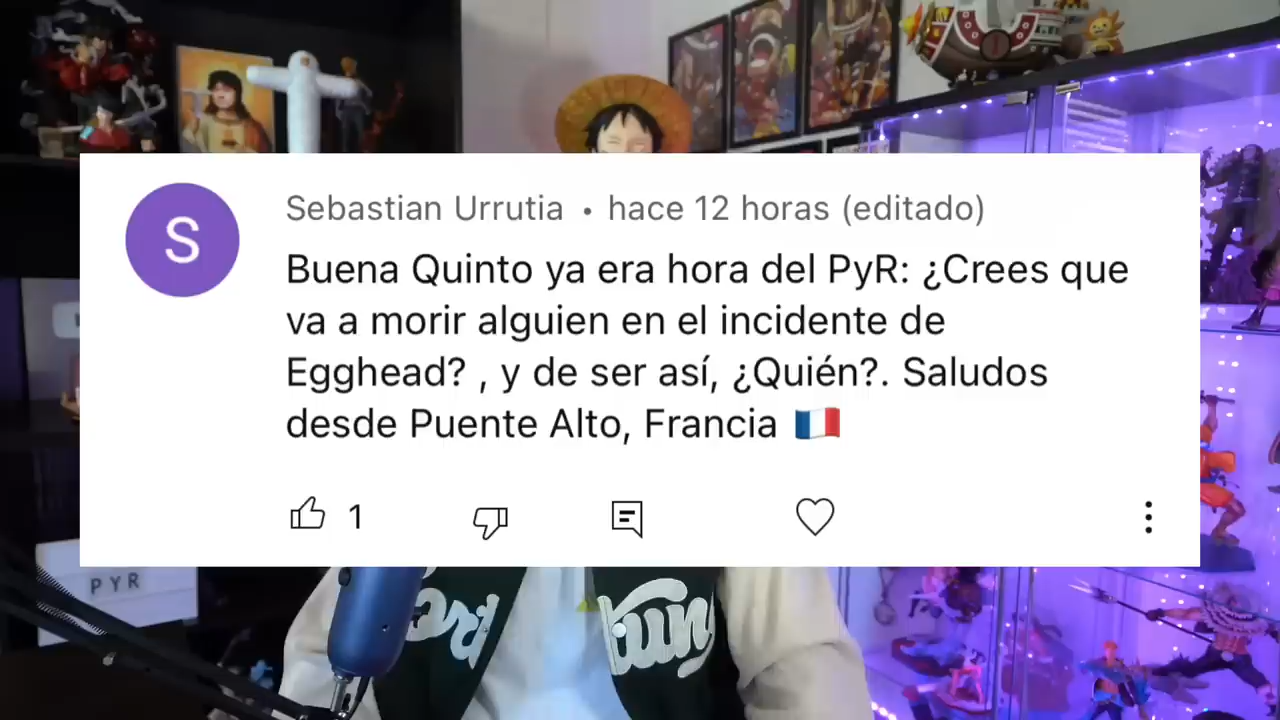 S
Sebastian Urrutia • hace 12 horas (editado)
Buena Quinto ya era hora del PyR: ¿Crees que
va a morir alguien en el incidente de
Egghead? , y de ser así, ¿Quién?. Saludos
desde Puente Alto, Francia 🇫🇷
1
PYR